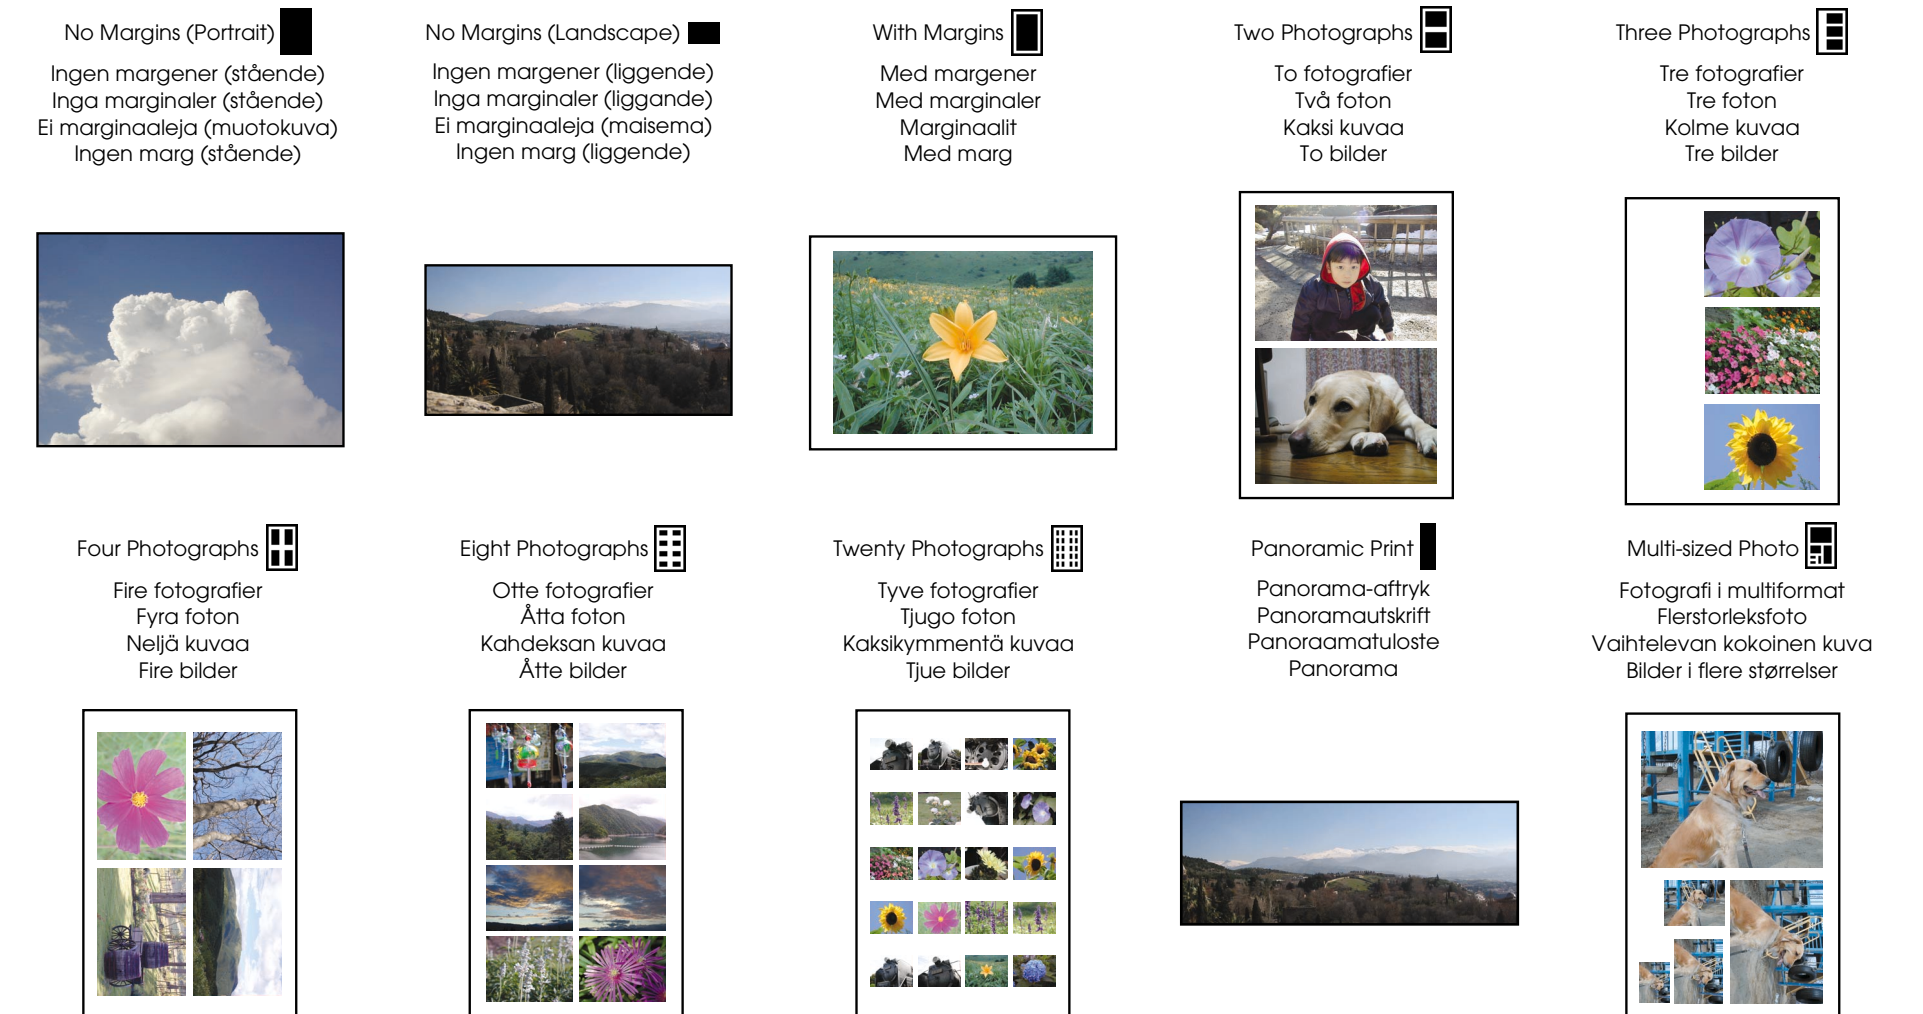 No Margins (Portrait)
Ingen margener (stående)
Inga marginaler (stående)
Ei marginaaleja (muotokuva)
Ingen marg (stående)
No Margins (Landscape)
Ingen margener (liggende)
Inga marginaler (liggande)
Ei marginaaleja (maisema)
Ingen marg (liggende)
With Margins
Med margener
Med marginaler
Marginaalit
Med marg
Two Photographs
To fotografier
Två foton
Kaksi kuvaa
To bilder
Three Photographs
Tre fotografier
Tre foton
Kolme kuvaa
Tre bilder
Four Photographs
Fire fotografier
Fyra foton
Neljä kuvaa
Fire bilder
Eight Photographs
Otte fotografier
Åtta foton
Kahdeksan kuvaa
Åtte bilder
Twenty Photographs
Tyve fotografier
Tjugo foton
Kaksikymmentä kuvaa
Tjue bilder
Panoramic Print
Panorama-aftryk
Panoramautskrift
Panoraamatuloste
Panorama
Multi-sized Photo
Fotografi i multiformat
Flerstorleksfoto
Vaihtelevan kokoinen kuva
Bilder i flere størrelser